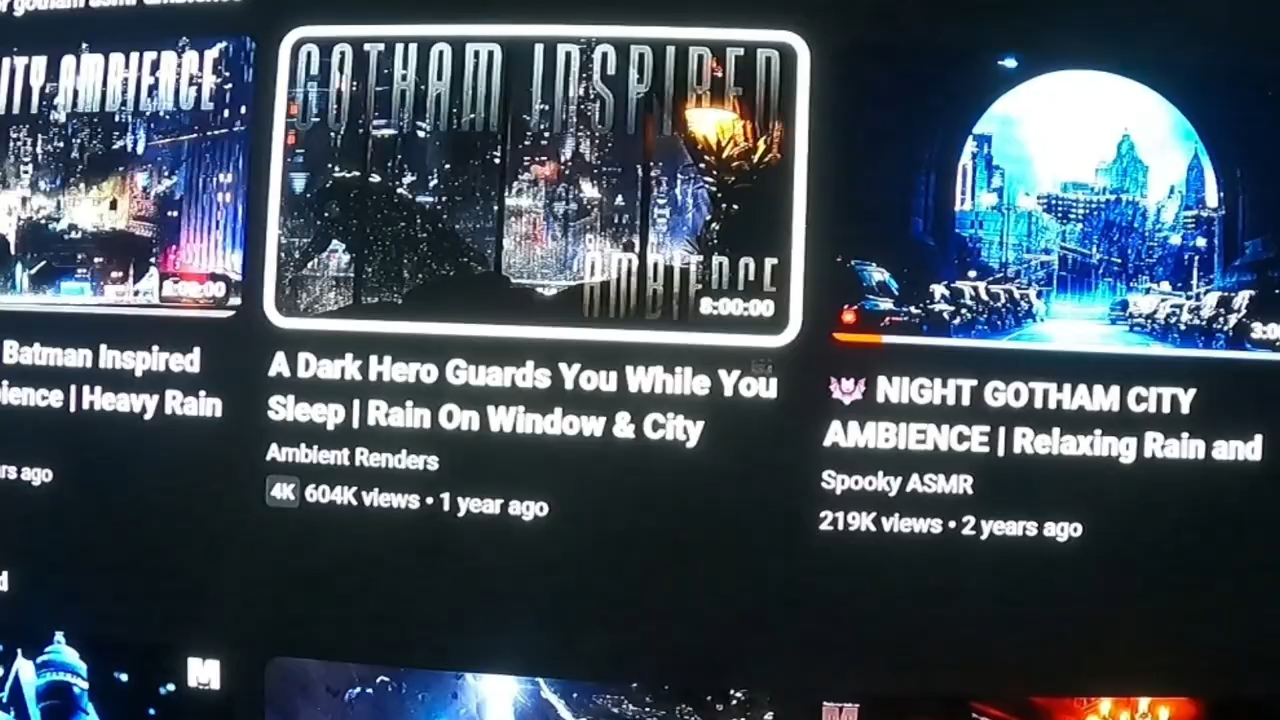 ITY AMBIENCE
8:00:00
Batman Inspired
ience | Heavy Rain
rs ago
GOTHAM INSPIRED
AMBIENCE
8:00:00
A Dark Hero Guards You While You
Sleep | Rain On Window & City
Ambient Renders
4K 604K views • 1 year ago
3:0
NIGHT GOTHAM CITY
AMBIENCE | Relaxing Rain and
Spooky ASMR
219K views • 2 years ago
d
M